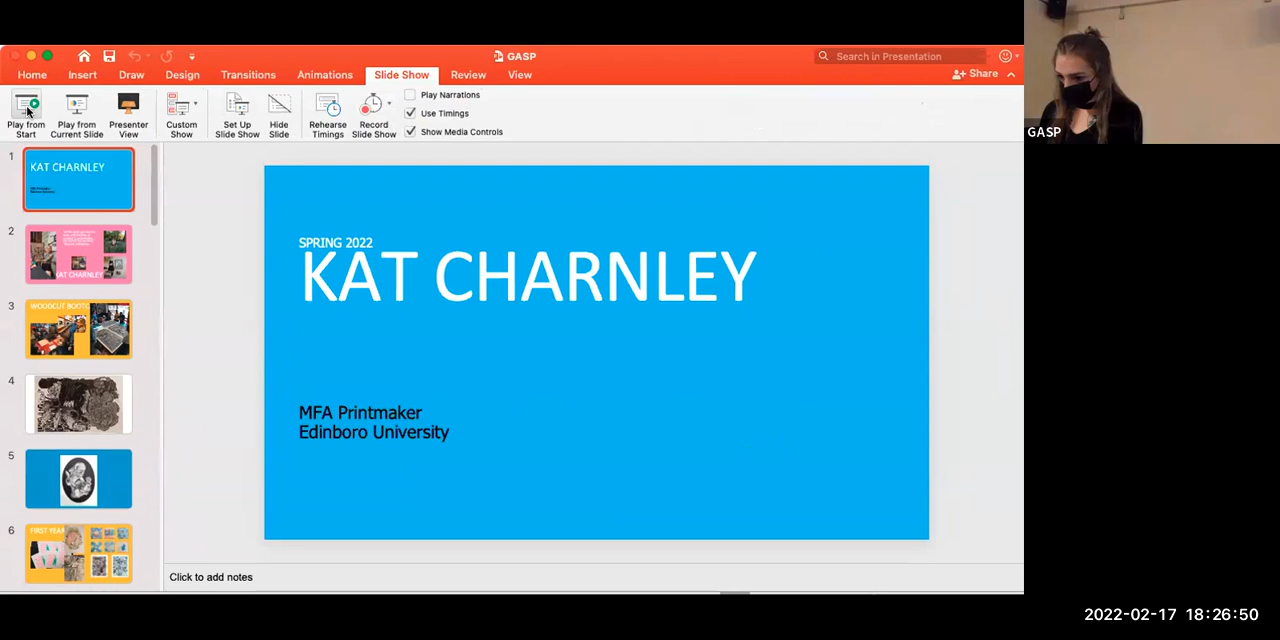 GASP
Search in Presentation
Home Insert Draw Design Transitions Animations Slide Show Review View
Share
Play from Start
Play from Current Slide
Presenter View
Custom Show
Set Up Slide Show
Hide Slide
Rehearse Timings
Record Slide Show
Play Narrations
Use Timings
Show Media Controls
GASP
1
KAT CHARNLEY
2
KAT CHARNLEY
3
WOODCUT
4
5
6
FIRST YEAR
SPRING 2022
KAT CHARNLEY
MFA Printmaker
Edinboro University
Click to add notes
2022-02-17 18:26:50